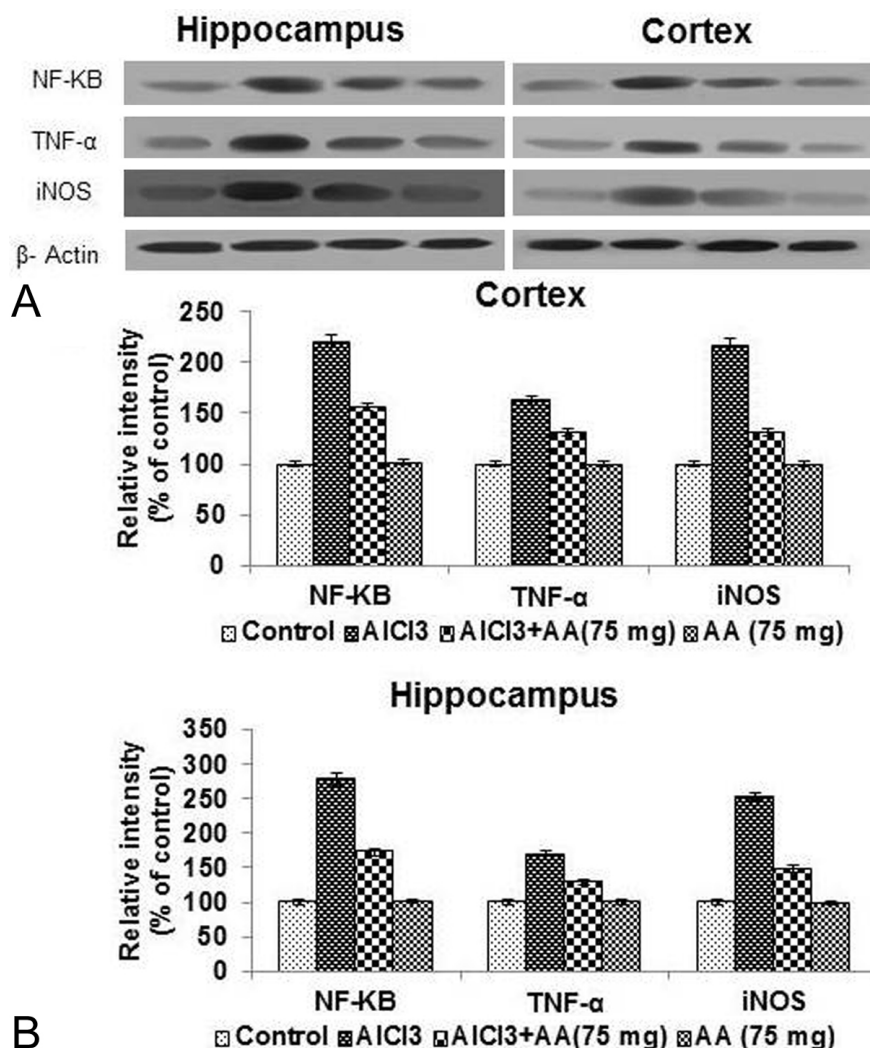 Hippocampus Cortex
NF-KB
TNF-α
iNOS
β- Actin
A
Cortex
Relative intensity
(% of control)
250
200
150
100
50
0
NF-KB TNF-α iNOS
Control AlCl3 AlCl3+AA(75 mg) AA (75 mg)
Hippocampus
Relative intensity
(% of control)
350
300
250
200
150
100
50
0
NF-KB TNF-α iNOS
B
Control AlCl3 AlCl3+AA(75 mg) AA (75 mg)